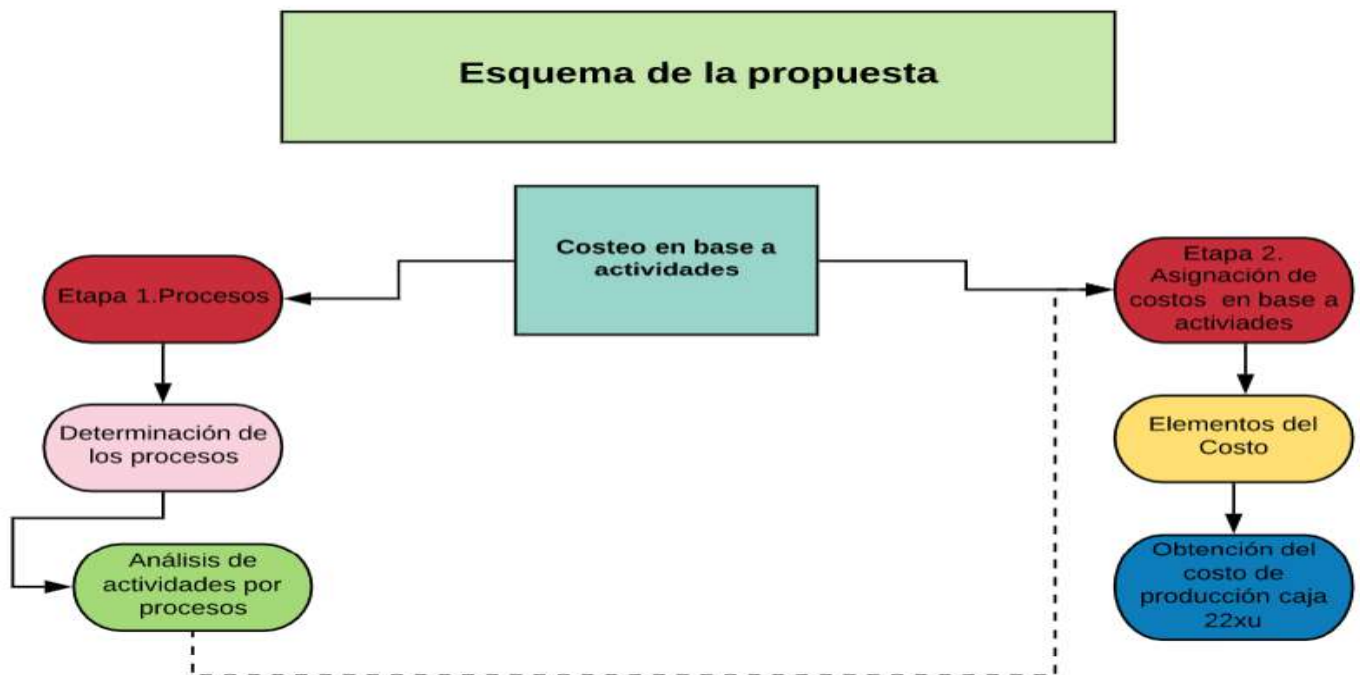 Esquema de la propuesta
Costeo en base a
actividades
Etapa 1.Procesos
Determinación de
los procesos
Análisis de
actividades por
procesos
Etapa 2.
Asignación de
costos en base a
activiades
Elementos del
Costo
Obtención del
costo de
producción caja
22xu